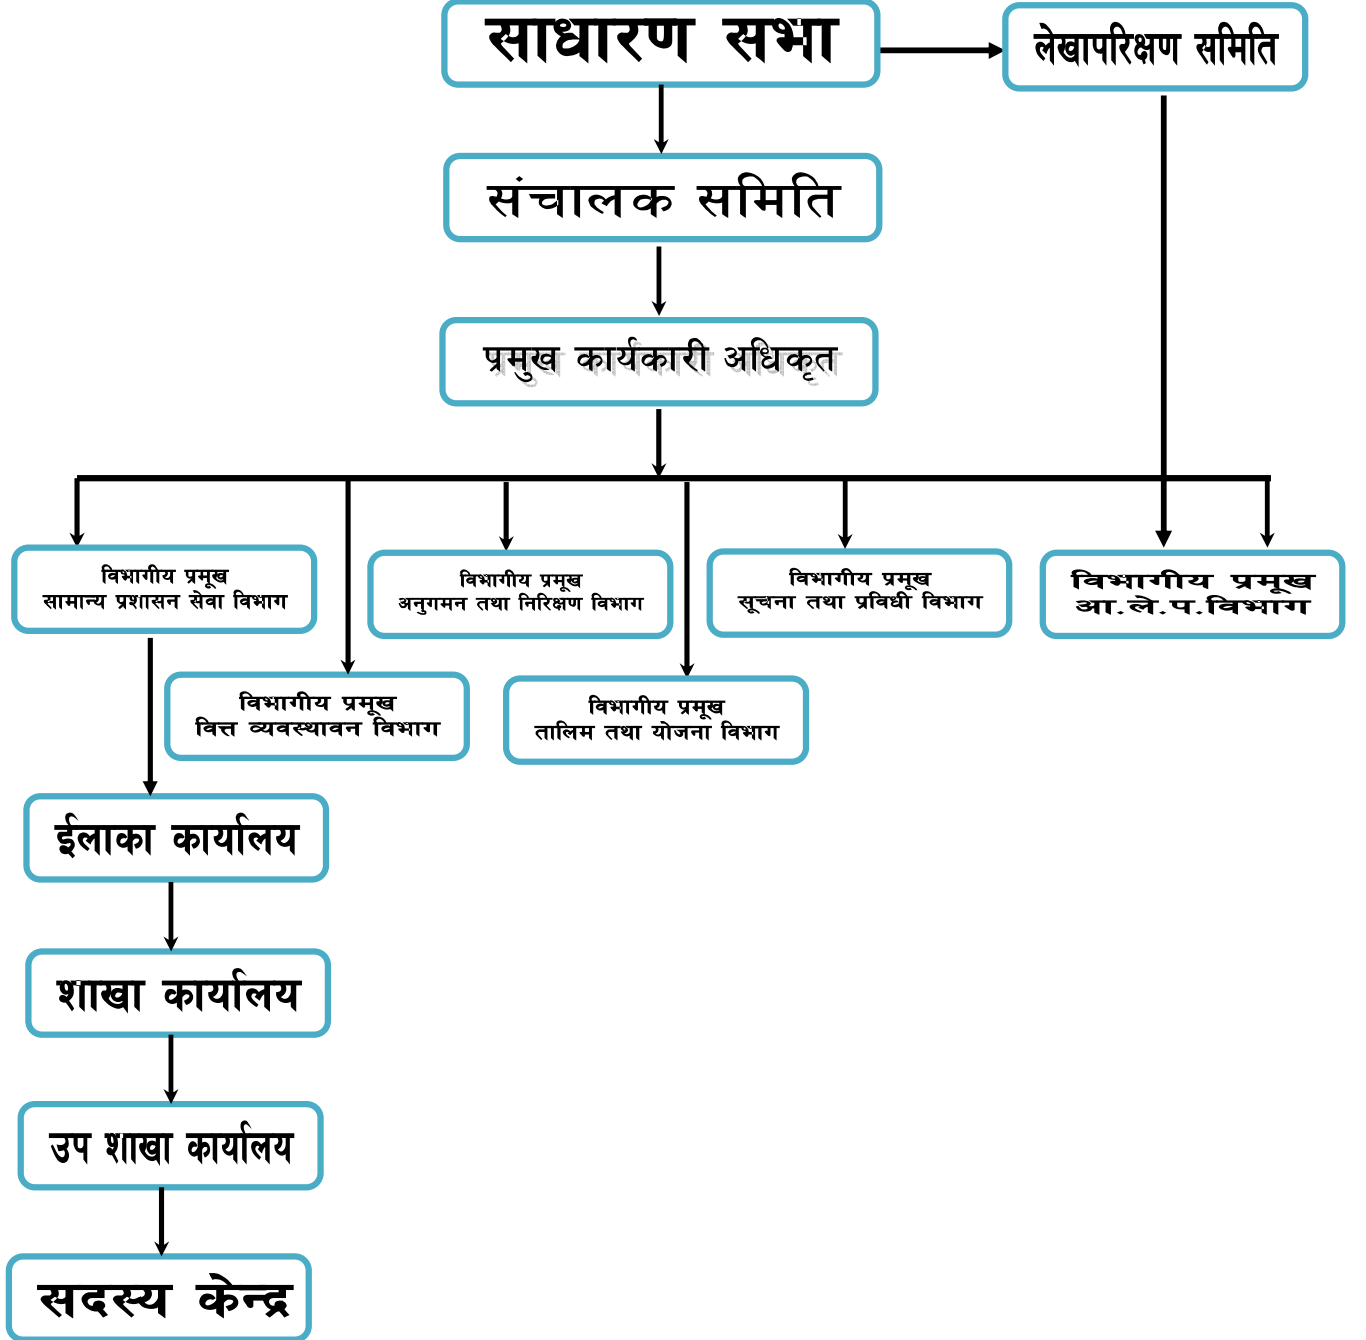 साधारण सभा
लेखापरिक्षण समिति
संचालक समिति
प्रमुख कार्यकारी अधिकृत
विभागीय प्रमूख
सामान्य प्रशासन सेवा विभाग
विभागीय प्रमूख
अनुगमन तथा निरिक्षण विभाग
विभागीय प्रमूख
सूचना तथा प्रविधी विभाग
विभागीय प्रमूख
आ.ले.प.विभाग
विभागीय प्रमूख
वित्त व्यवस्थावन विभाग
विभागीय प्रमूख
तालिम तथा योजना विभाग
ईलाका कार्यालय
शाखा कार्यालय
उप शाखा कार्यालय
सदस्य केन्द्र